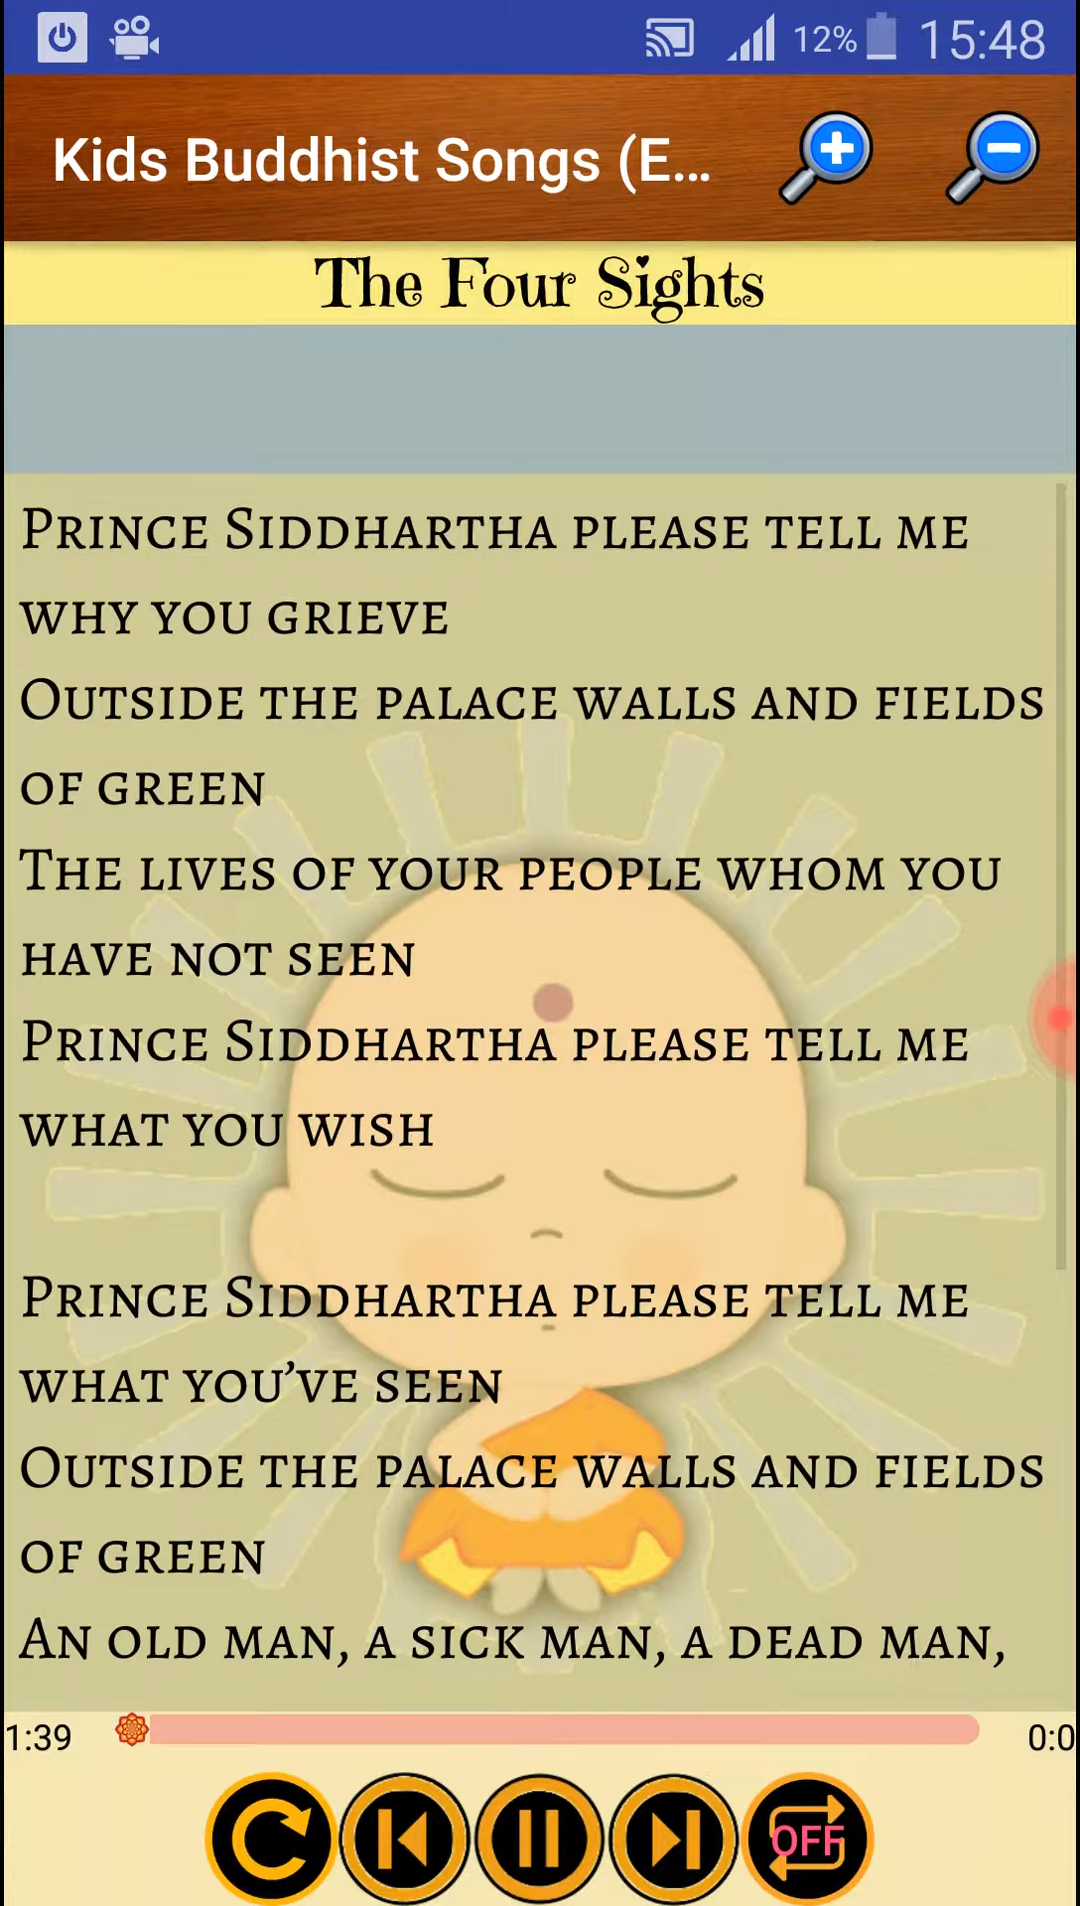 12% 15:48
Kids Buddhist Songs (E...
The Four Sights
Prince Siddhartha please tell me
why you grieve
Outside the palace walls and fields
of green
The lives of your people whom you
have not seen
Prince Siddhartha please tell me
what you wish
Prince Siddhartha please tell me
what you’ve seen
Outside the palace walls and fields
of green
An old man, a sick man, a dead man,
1:39 0:0
OFF